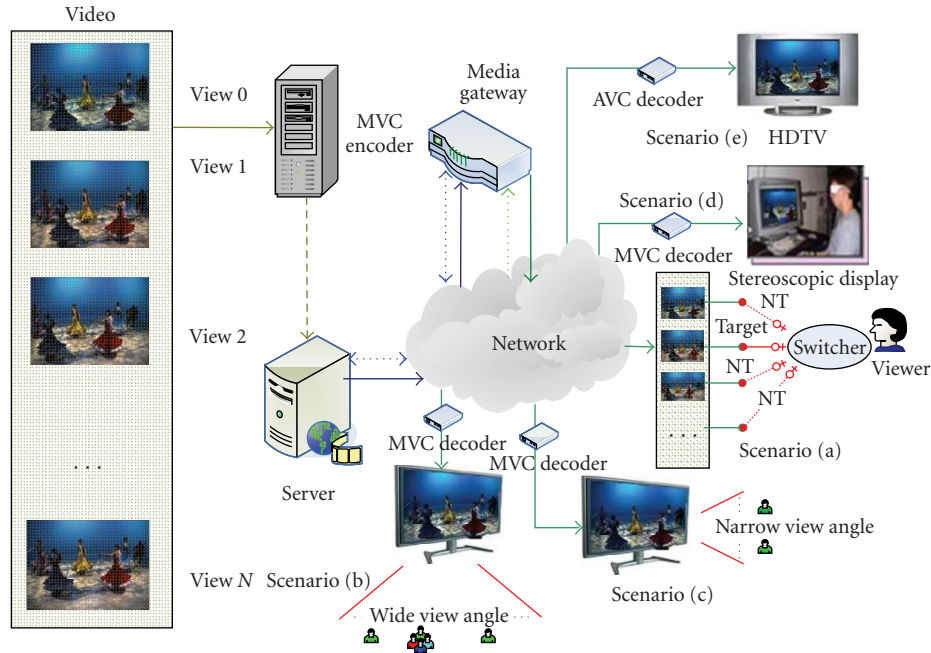 Video
View 0
View 1
View 2
. . .
View N
MVC
encoder
Media
gateway
AVC decoder
Scenario (e)
HDTV
Scenario (d)
MVC decoder
Stereoscopic display
Network
NT
Target
NT
NT
Switcher
Viewer
. . .
Scenario (a)
Server
MVC decoder
MVC decoder
Scenario (b)
Wide view angle
Scenario (c)
Narrow view angle